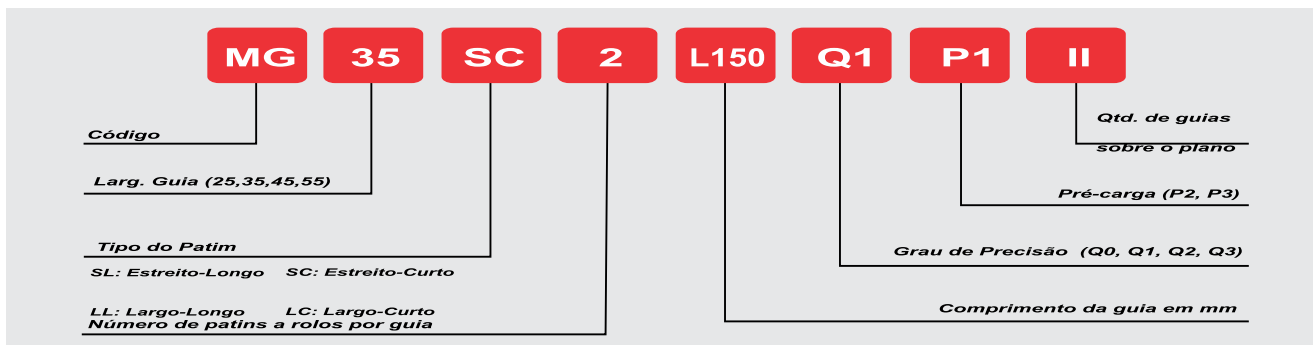 MG 35 SC 2 L150 Q1 P1 II
Código
Larg. Guia (25,35,45,55)
Tipo do Patim
SL: Estreito-Longo SC: Estreito-Curto
LL: Largo-Longo LC: Largo-Curto
Número de patins a rolos por guia
Qtd. de guias
sobre o plano
Pré-carga (P2, P3)
Grau de Precisão (Q0, Q1, Q2, Q3)
Comprimento da guia em mm